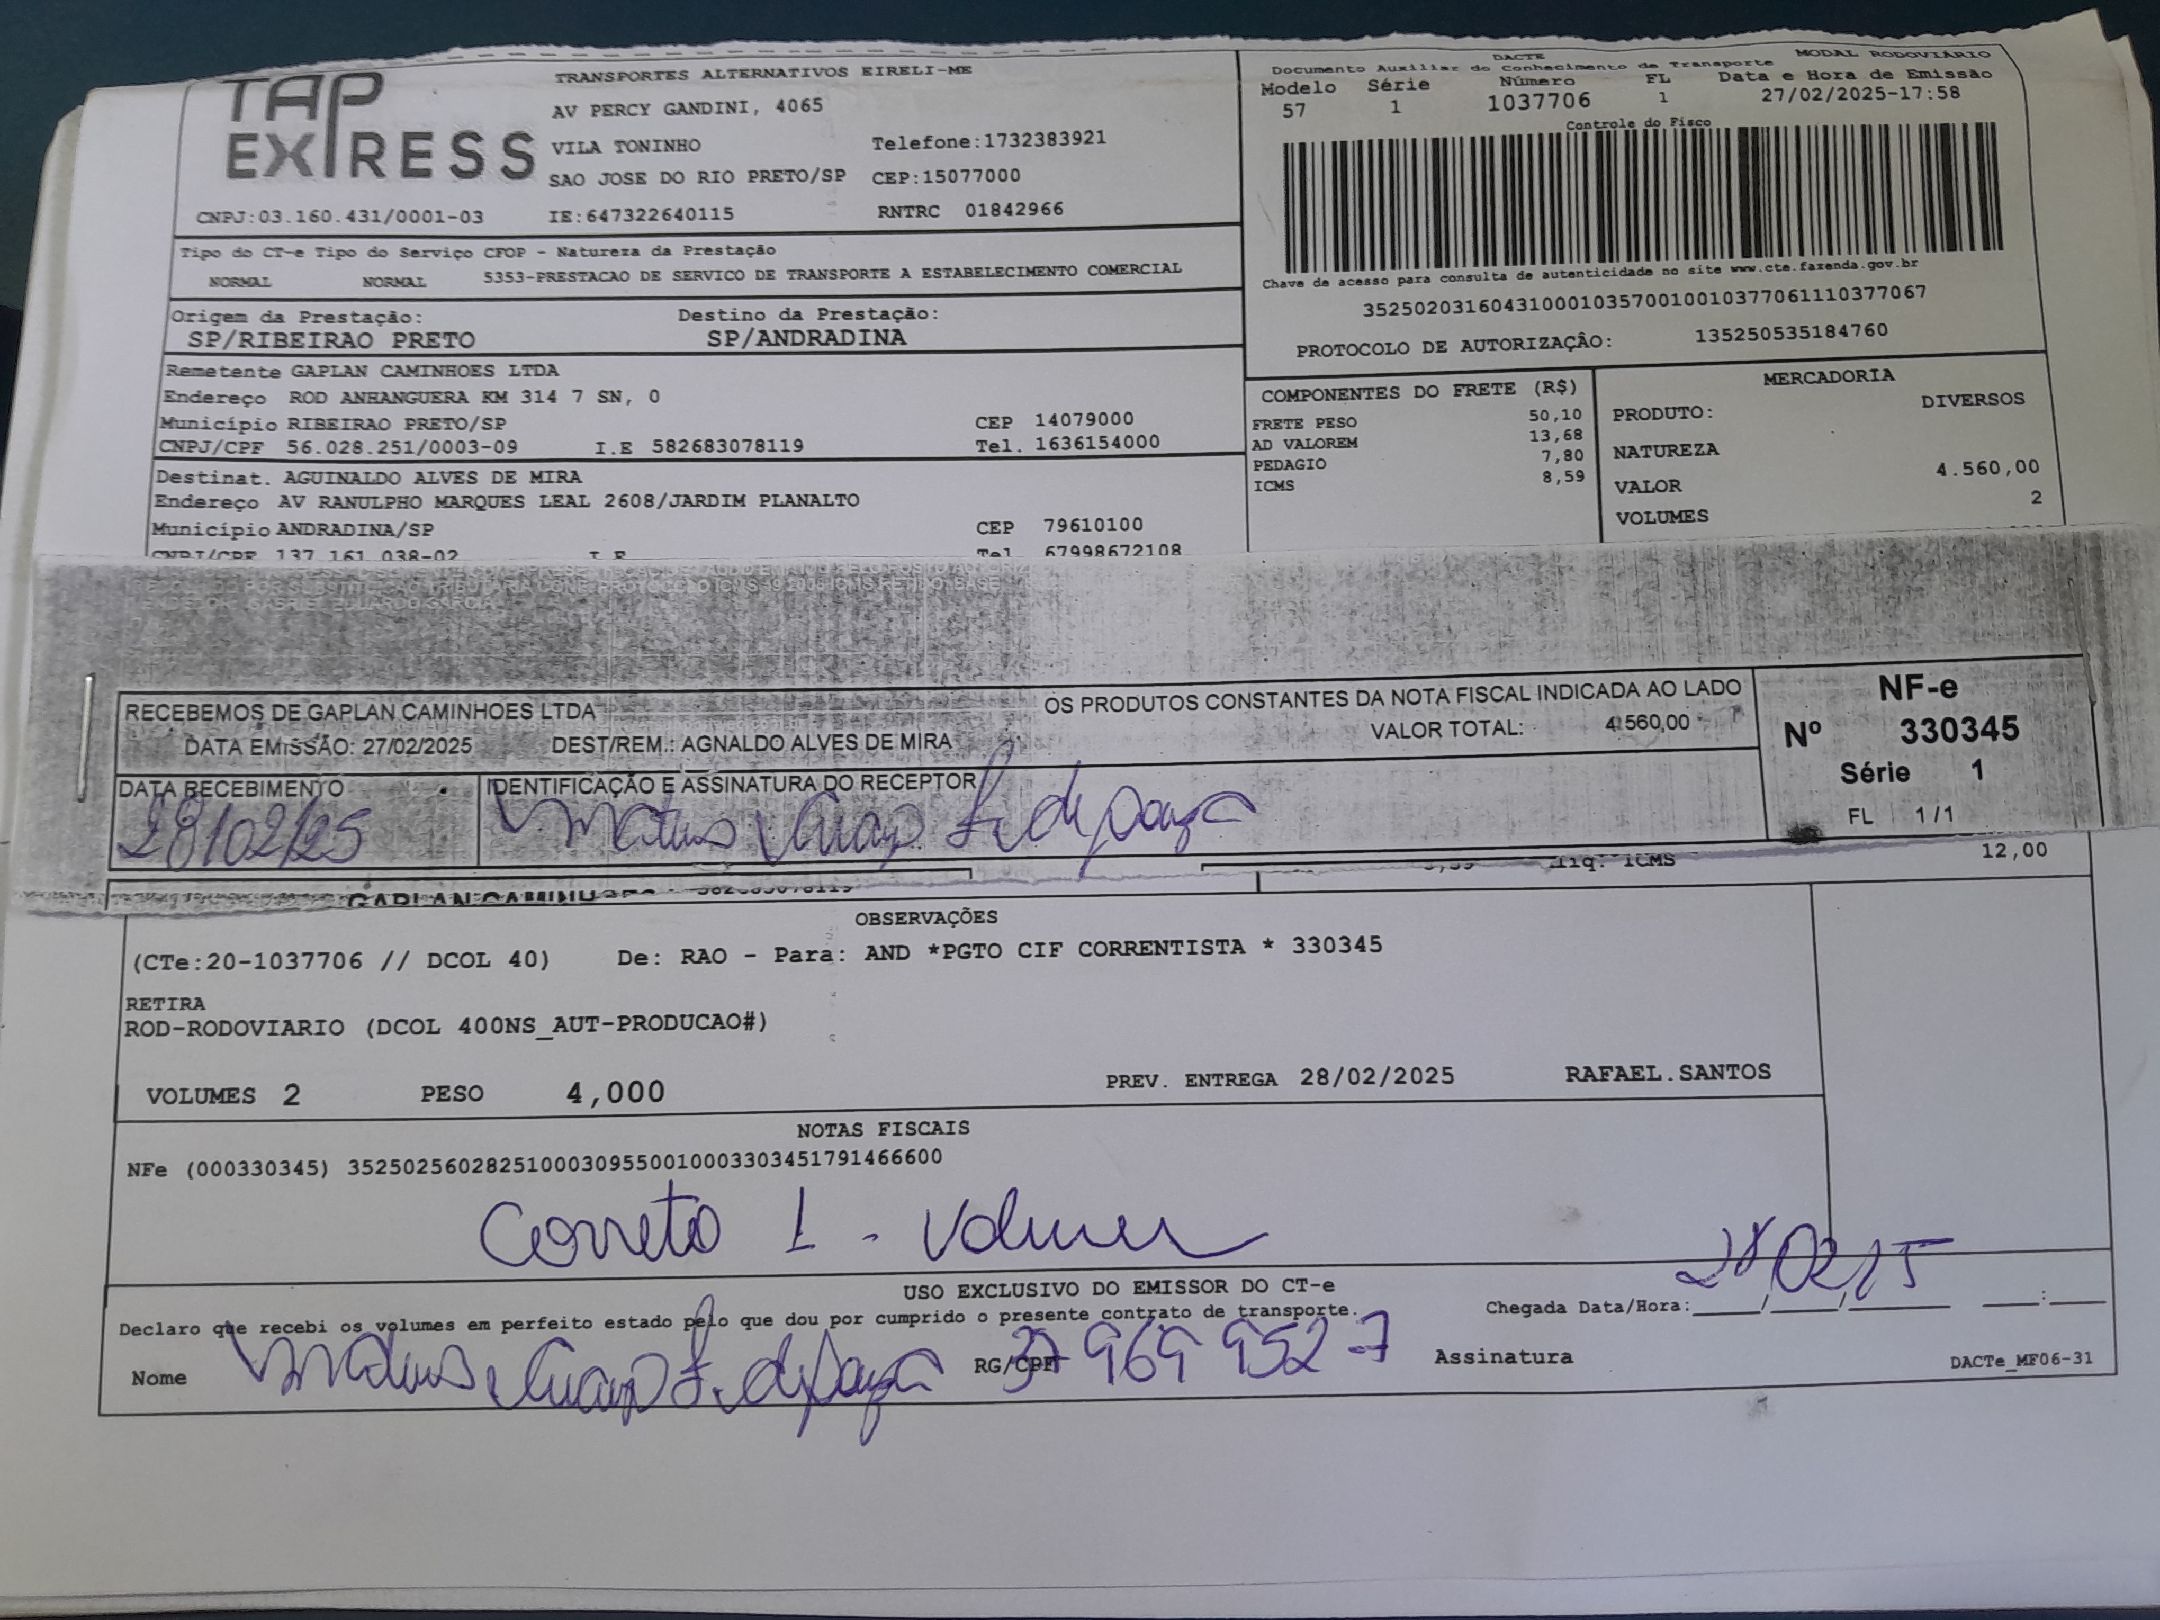 TAP EXPRESS
TRANSPORTES ALTERNATIVOS EIRELI-ME
AV PERCY GANDINI, 4065
VILA TONINHO Telefone:1732383921
SAO JOSE DO RIO PRETO/SP CEP:15077000
CNPJ:03.160.431/0001-03 IE:647322640115 RNTRC 01842966
DACTE MODAL RODOVIÁRIO
Documento Auxiliar do Conhecimento de Transporte
Modelo Série Número FL Data e Hora de Emissão
57 1 1037706 1 27/02/2025-17:58
Controle do Fisco
Chave de acesso para consulta de autenticidade no site www.cte.fazenda.gov.br
35250203160431000103570010010377061110377067
PROTOCOLO DE AUTORIZAÇÂO: 135250535184760
Tipo do CT-e Tipo do Serviço CFOP - Natureza da Prestação
NORMAL NORMAL 5353-PRESTACAO DE SERVICO DE TRANSPORTE A ESTABELECIMENTO COMERCIAL
Origem da Prestação: Destino da Prestação:
SP/RIBEIRAO PRETO SP/ANDRADINA
Remetente GAPLAN CAMINHOES LTDA
Endereço ROD ANHANGUERA KM 314 7 SN, 0
Município RIBEIRAO PRETO/SP CEP 14079000
CNPJ/CPF 56.028.251/0003-09 I.E 582683078119 Tel. 1636154000
Destinat. AGUINALDO ALVES DE MIRA
Endereço AV RANULPHO MARQUES LEAL 2608/JARDIM PLANALTO
Município ANDRADINA/SP CEP 79610100
CNPJ/CPF 137.161.038-02 I.E Tel 67998672108
COMPONENTES DO FRETE (R$)
FRETE PESO 50,10
AD VALOREM 13,68
PEDAGIO 7,80
ICMS 8,59
MERCADORIA
PRODUTO: DIVERSOS
NATUREZA
VALOR 4.560,00
VOLUMES 2
RECEBEMOS DE GAPLAN CAMINHOES LTDA OS PRODUTOS CONSTANTES DA NOTA FISCAL INDICADA AO LADO
DATA EMISSÃO: 27/02/2025 DEST/REM.: AGNALDO ALVES DE MIRA VALOR TOTAL: 4.560,00
DATA RECEBIMENTO IDENTIFICAÇÃO E ASSINATURA DO RECEPTOR
28/02/25
NF-e
Nº 330345
Série 1
FL 1 /1
ICMS 12,00
OBSERVAÇÕES
(CTe:20-1037706 // DCOL 40) De: RAO - Para: AND *PGTO CIF CORRENTISTA * 330345
RETIRA
ROD-RODOVIARIO (DCOL 400NS_AUT-PRODUCAO#)
VOLUMES 2 PESO 4,000 PREV. ENTREGA 28/02/2025 RAFAEL.SANTOS
NOTAS FISCAIS
NFe (000330345) 35250256028251000309550010003303451791466600
Correto 1 - Volumes
28/02/25
USO EXCLUSIVO DO EMISSOR DO CT-e
Declaro que recebi os volumes em perfeito estado pelo que dou por cumprido o presente contrato de transporte. Chegada Data/Hora:
Nome RG/CPF 37 969 952-7 Assinatura DACTe_MF06-31